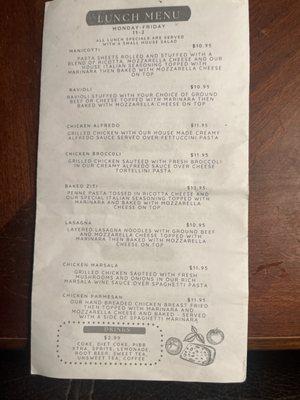 LUNCH MENU
MONDAY-FRIDAY
11-2
ALL LUNCH SPECIALS ARE SERVED
WITH A SMALL HOUSE SALAD
MANICOTTI $10.95
PASTA SHEETS ROLLED AND STUFFED WITH A
BLEND OF RICOTTA, MOZZARELLA CHEESE AND OUR
HOUSE ITALIAN SEASONING TOPPED WITH
MARINARA THEN BAKED WITH MOZZARELLA CHEESE
ON TOP
RAVIOLI $10.95
RAVIOLI STUFFED WITH YOUR CHOICE OF GROUND
BEEF OR CHEESE TOPPED WITH MARINARA THEN
BAKED WITH MOZZARELLA CHEESE ON TOP.
CHICKEN ALFREDO $11.95
GRILLED CHICKEN WITH OUR HOUSE MADE CREAMY
ALFREDO SAUCE SERVED OVER FETTUCCINI PASTA
CHICKEN BROCCOLI $11.95
GRILLED CHICKEN SAUTEED WITH FRESH BROCCOLI
IN OUR CREAMY ALFREDO SAUCE OVER CHEESE
TORTELLINI PASTA
BAKED ZITI $10.95
PENNE PASTA TOSSED IN RICOTTA CHEESE AND
OUR SPECIAL ITALIAN SEASONING TOPPED WITH
MARINARA AND BAKED WITH MOZZARELLA
CHEESE ON TOP.
LASAGNA $10.95
LAYERED LASAGNA NOODLES WITH GROUND BEEF
AND MOZZARELLA CHEESE TOPPED WITH
MARINARA THEN BAKED WITH MOZZARELLA
CHEESE ON TOP
CHICKEN MARSALA $11.95
GRILLED CHICKEN SAUTEED WITH FRESH
MUSHROOMS AND ONIONS IN OUR RICH
MARSALA WINE SAUCE OVER SPAGHETTI PASTA
CHICKEN PARMESAN $11.95
OUR HAND BREADED CHICKEN BREAST FRIED
THEN TOPPED WITH MARINARA AND
MOZZARELLA CHEESE AND BAKED - SERVED
WITH A SIDE OF SPAGHETTI MARINARA
DRINKS
$2.99
COKE, DIET COKE, PIBB
XTRA, SPRITE, LEMONADE,
ROOT BEER, SWEET TEA,
UNSWEET TEA, COFFEE